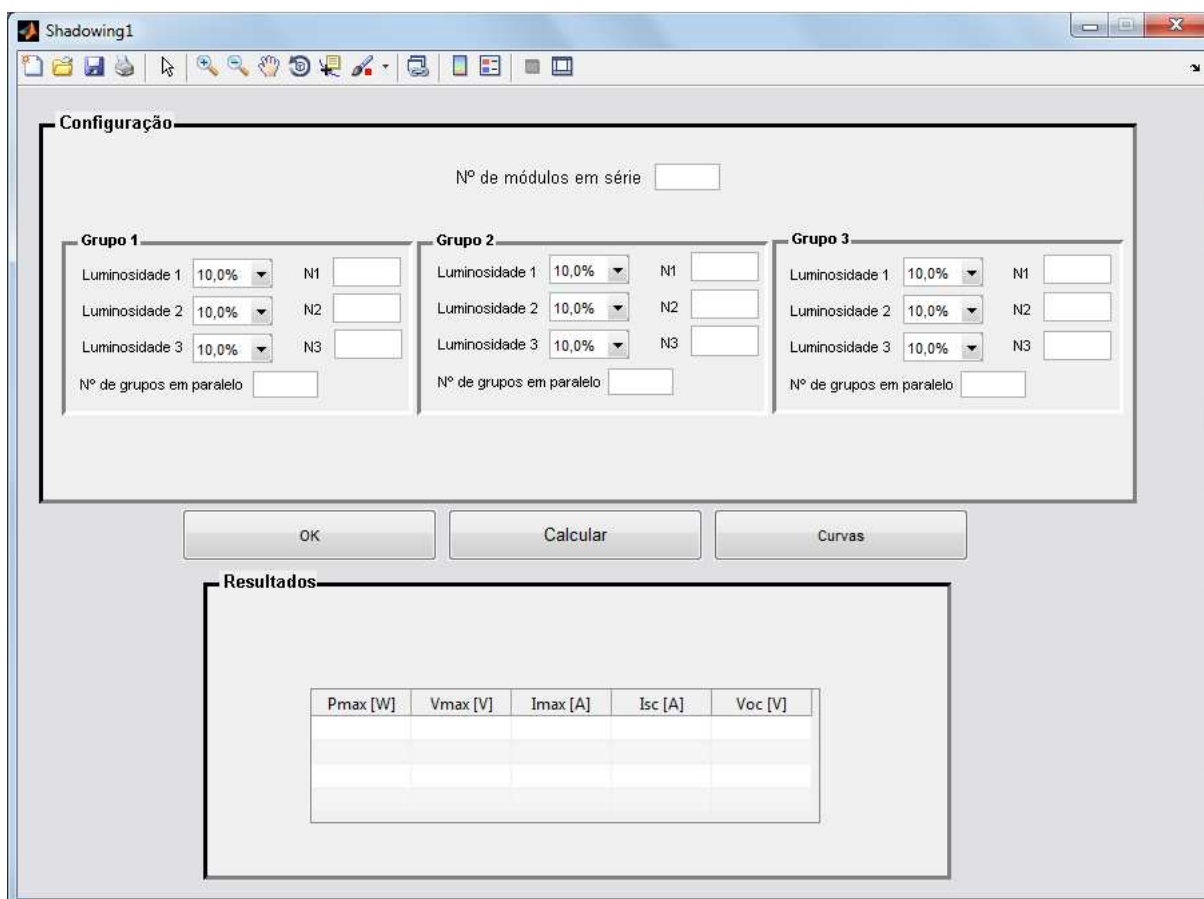 Shadowing1
Configuração
Nº de módulos em série
Grupo 1
Luminosidade 1 10,0% N1
Luminosidade 2 10,0% N2
Luminosidade 3 10,0% N3
Nº de grupos em paralelo
Grupo 2
Luminosidade 1 10,0% N1
Luminosidade 2 10,0% N2
Luminosidade 3 10,0% N3
Nº de grupos em paralelo
Grupo 3
Luminosidade 1 10,0% N1
Luminosidade 2 10,0% N2
Luminosidade 3 10,0% N3
Nº de grupos em paralelo
OK Calcular Curvas
Resultados
Pmax [W] Vmax [V] Imax [A] Isc [A] Voc [V]